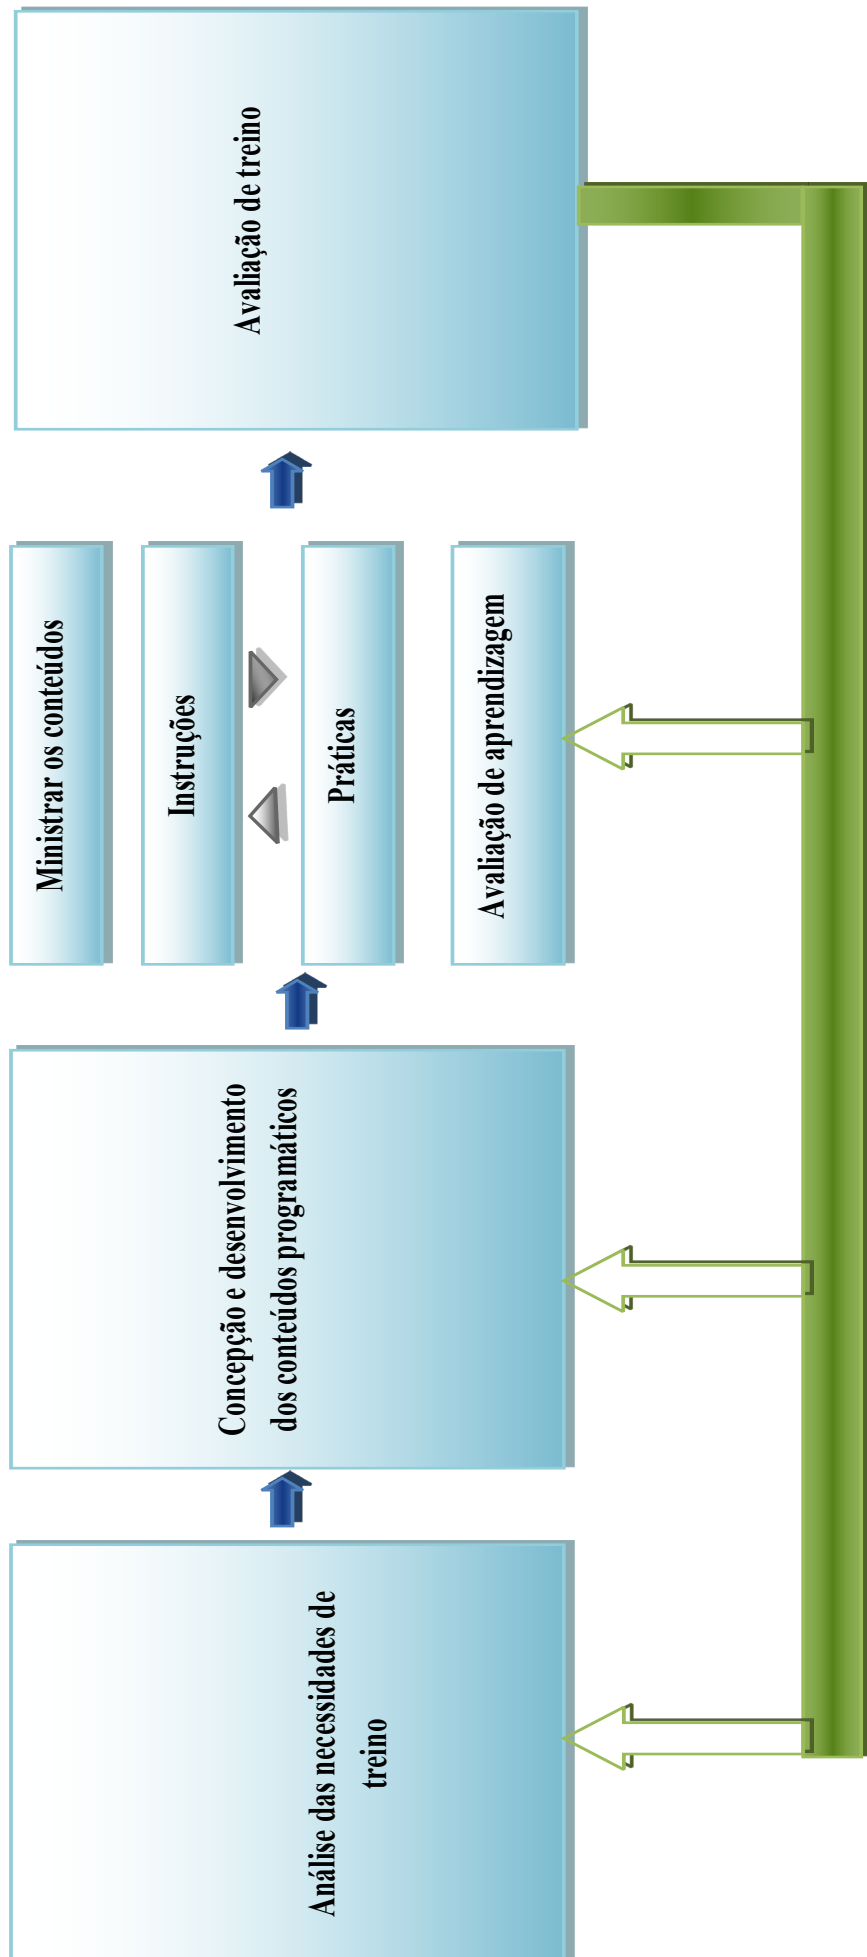 Análise das necessidades de
treino
Concepção e desenvolvimento
dos conteúdos programáticos
Ministrar os conteúdos
Instruções
Práticas
Avaliação de aprendizagem
Avaliação de treino